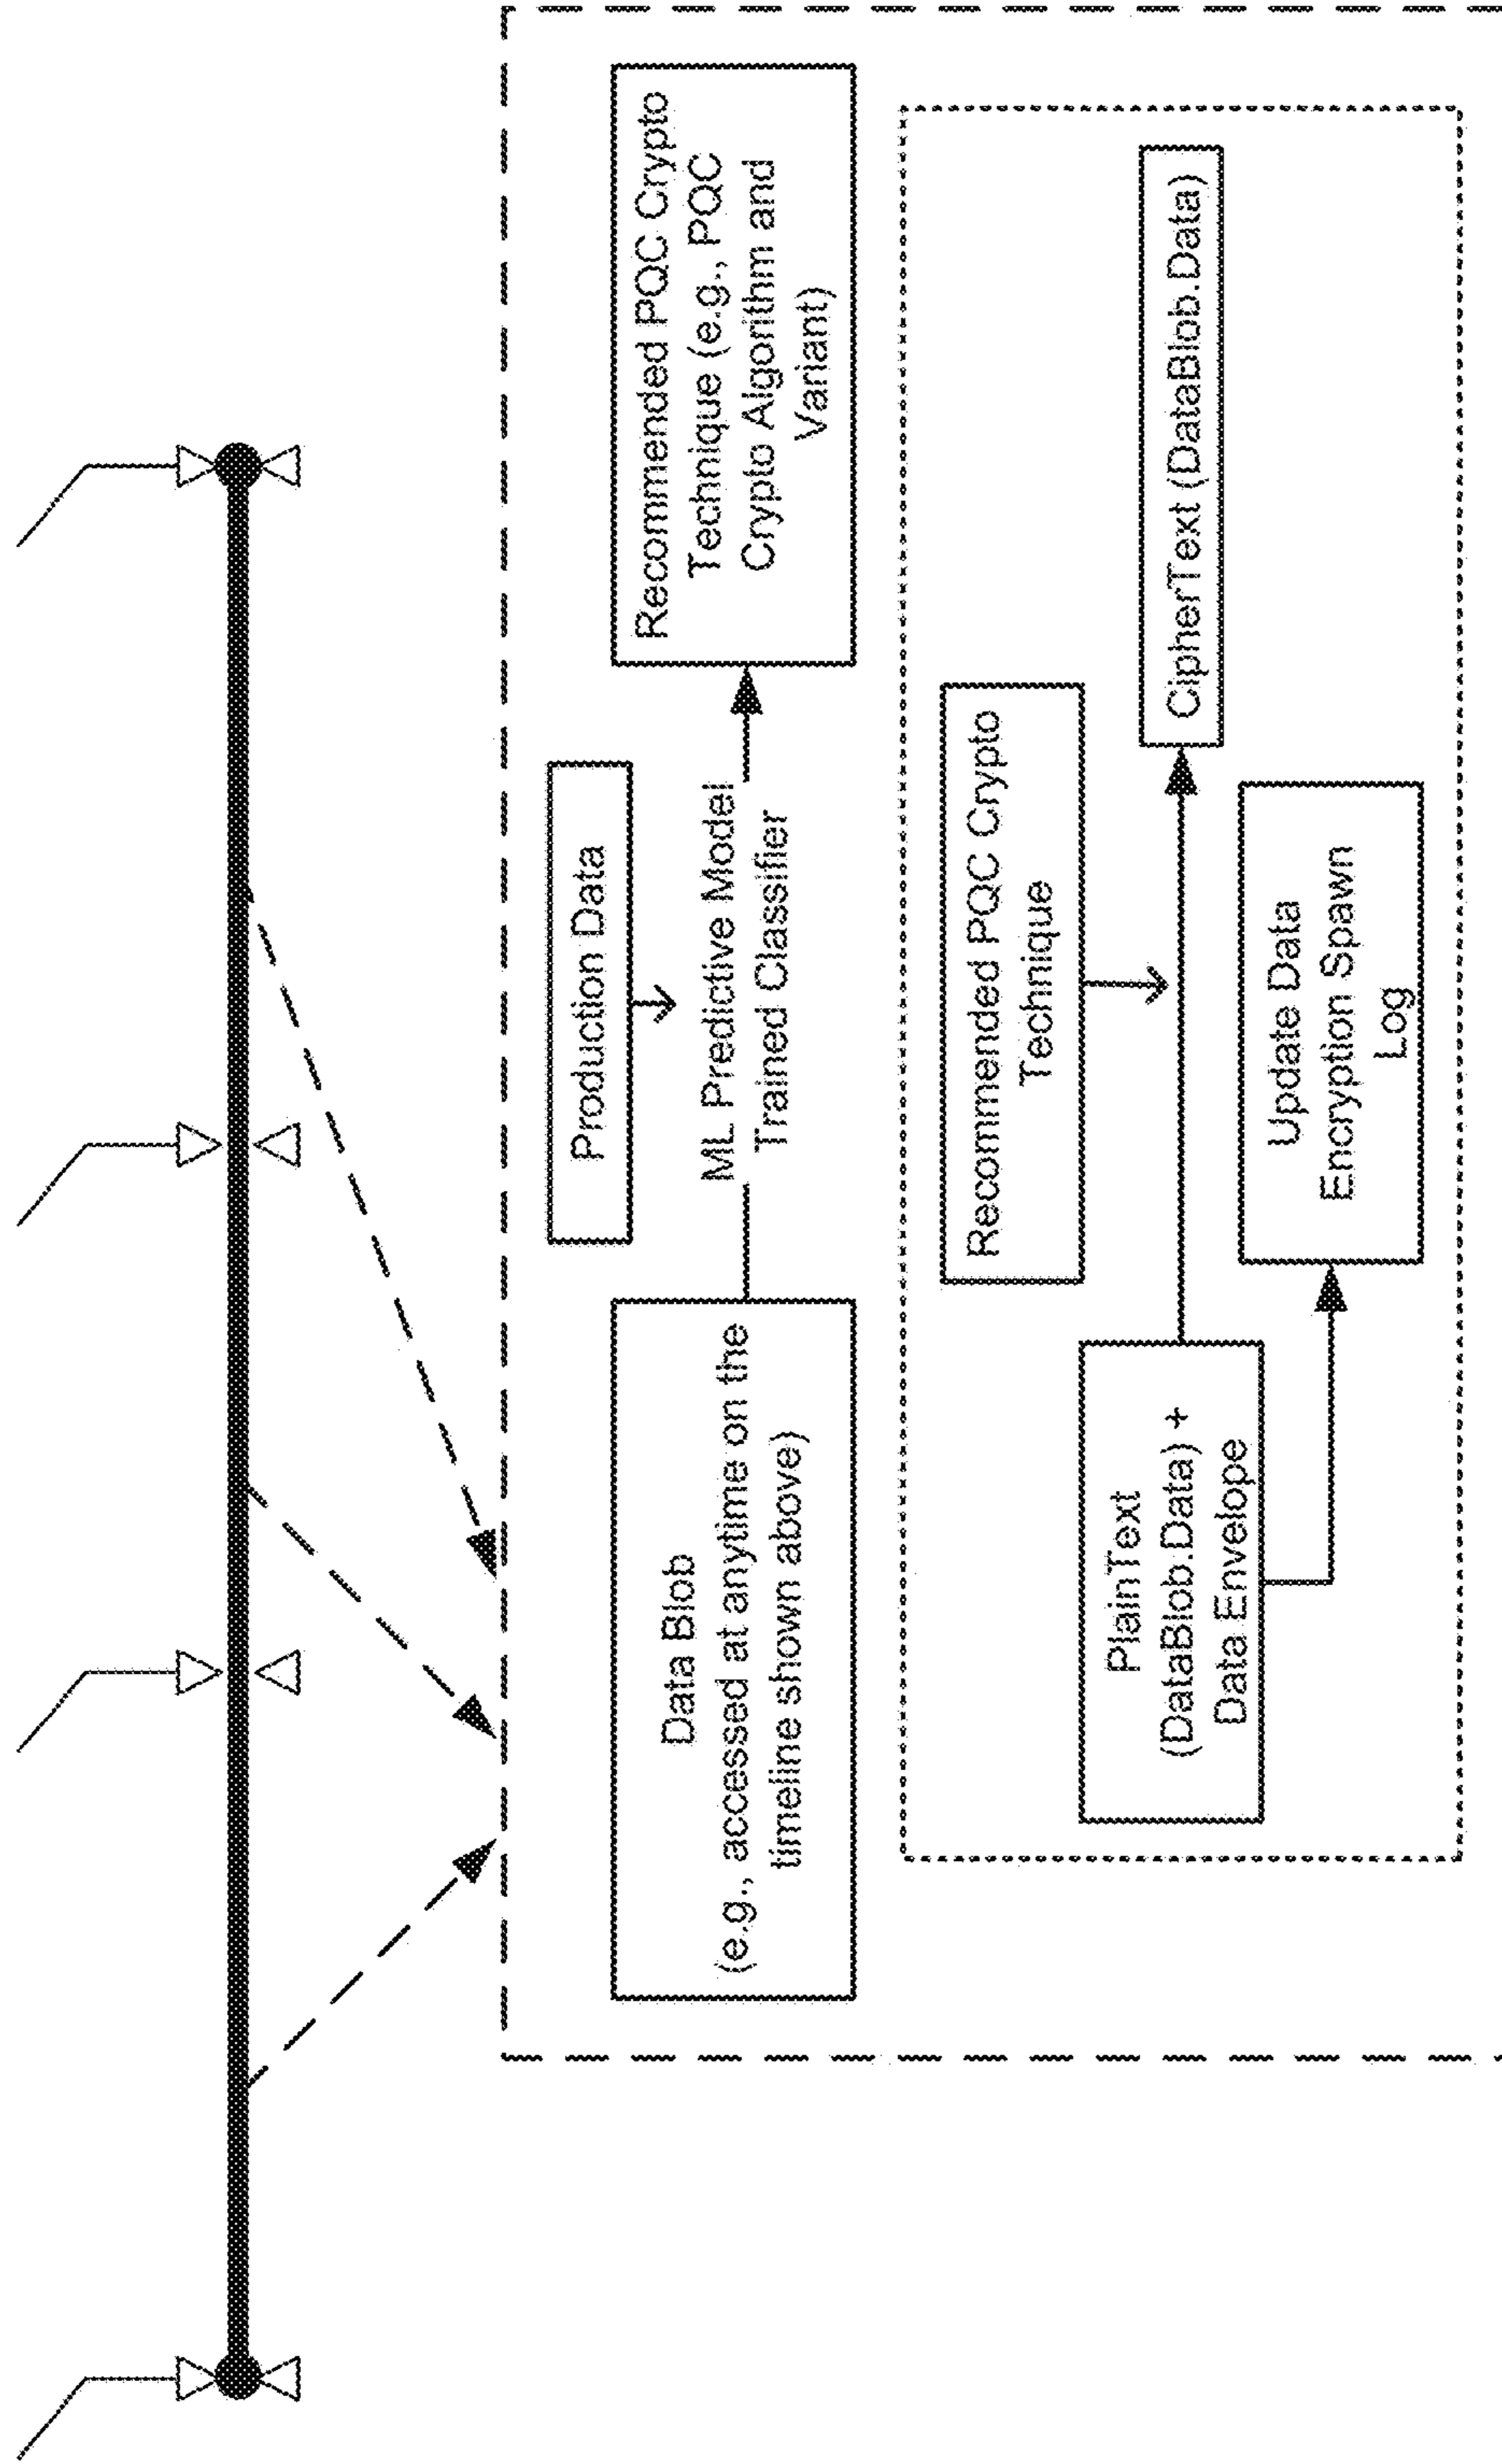 Production Data
Data Blob
(e.g., accessed at anytime on the
timeline shown above)
ML Predictive Model
Trained Classifier
Recommended PQC Crypto
Technique (e.g., PQC
Crypto Algorithm and
Variant)
Recommended PQC Crypto
Technique
PlainText
(DataBlob.Data) +
Data Envelope
CipherText (DataBlob.Data)
Update Data
Encryption Spawn
Log